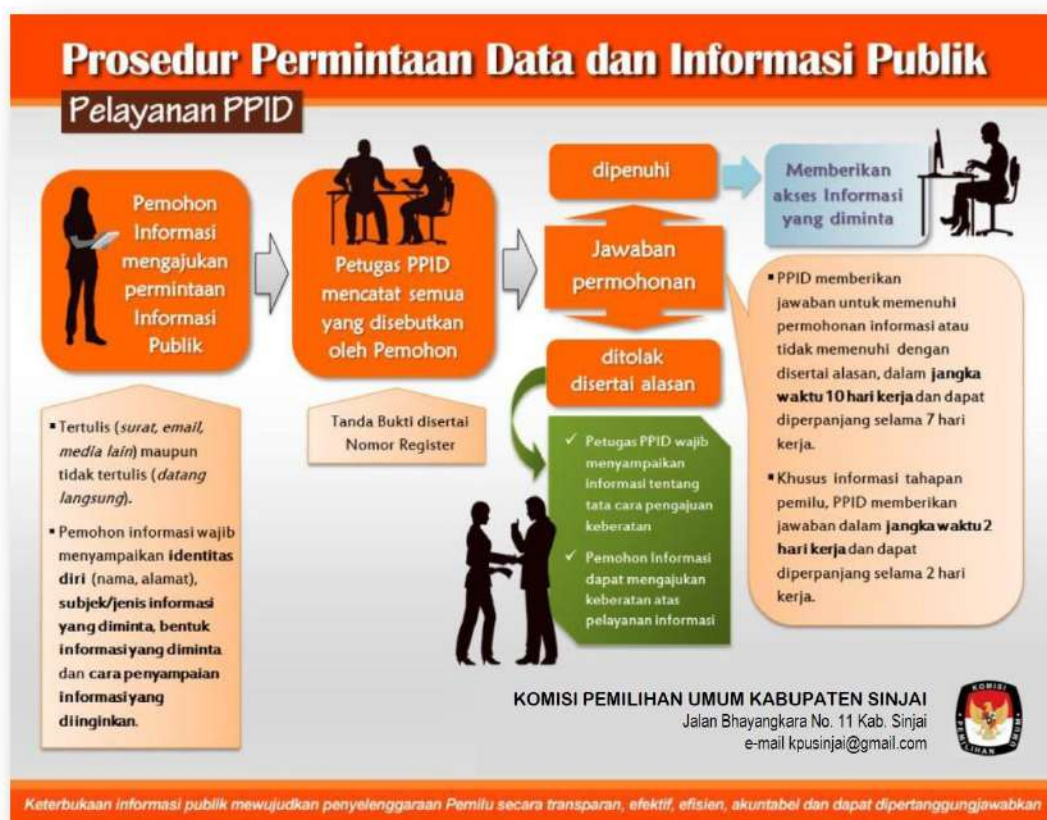 Prosedur Permintaan Data dan Informasi Publik
Pelayanan PPID
Pemohon
Informasi
mengajukan
permintaan
Informasi
Publik
Petugas PPID
mencatat semua
yang disebutkan
oleh Pemohon
dipenuhi
Jawaban
permohonan
ditolak
disertai alasan
Memberikan
akses Informasi
yang diminta
▪ Tertulis (surat, email,
media lain) maupun
tidak tertulis (datang
langsung).
▪ Pemohon informasi wajib
menyampaikan identitas
diri (nama, alamat),
subjek/jenis informasi
yang diminta, bentuk
informasi yang diminta
dan cara penyampaian
informasi yang
diinginkan.
Tanda Bukti disertai
Nomor Register
✓ Petugas PPID wajib
menyampaikan
informasi tentang
tata cara pengajuan
keberatan
✓ Pemohon Informasi
dapat mengajukan
keberatan atas
pelayanan informasi
▪ PPID memberikan
jawaban untuk memenuhi
permohonan informasi atau
tidak memenuhi dengan
disertai alasan, dalam jangka
waktu 10 hari kerja dan dapat
diperpanjang selama 7 hari
kerja.
▪ Khusus informasi tahapan
pemilu, PPID memberikan
jawaban dalam jangka waktu 2
hari kerja dan dapat
diperpanjang selama 2 hari
kerja.
KOMISI PEMILIHAN UMUM KABUPATEN SINJAI
Jalan Bhayangkara No. 11 Kab. Sinjai
e-mail kpusinjai@gmail.com
KOMISI
PEMILIHAN UMUM
Keterbukaan informasi publik mewujudkan penyelenggaraan Pemilu secara transparan, efektif, efisien, akuntabel dan dapat dipertanggungjawabkan